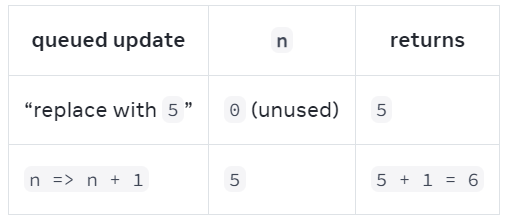 queued update n returns
“replace with 5” 0 (unused) 5
n => n + 1 5 5 + 1 = 6